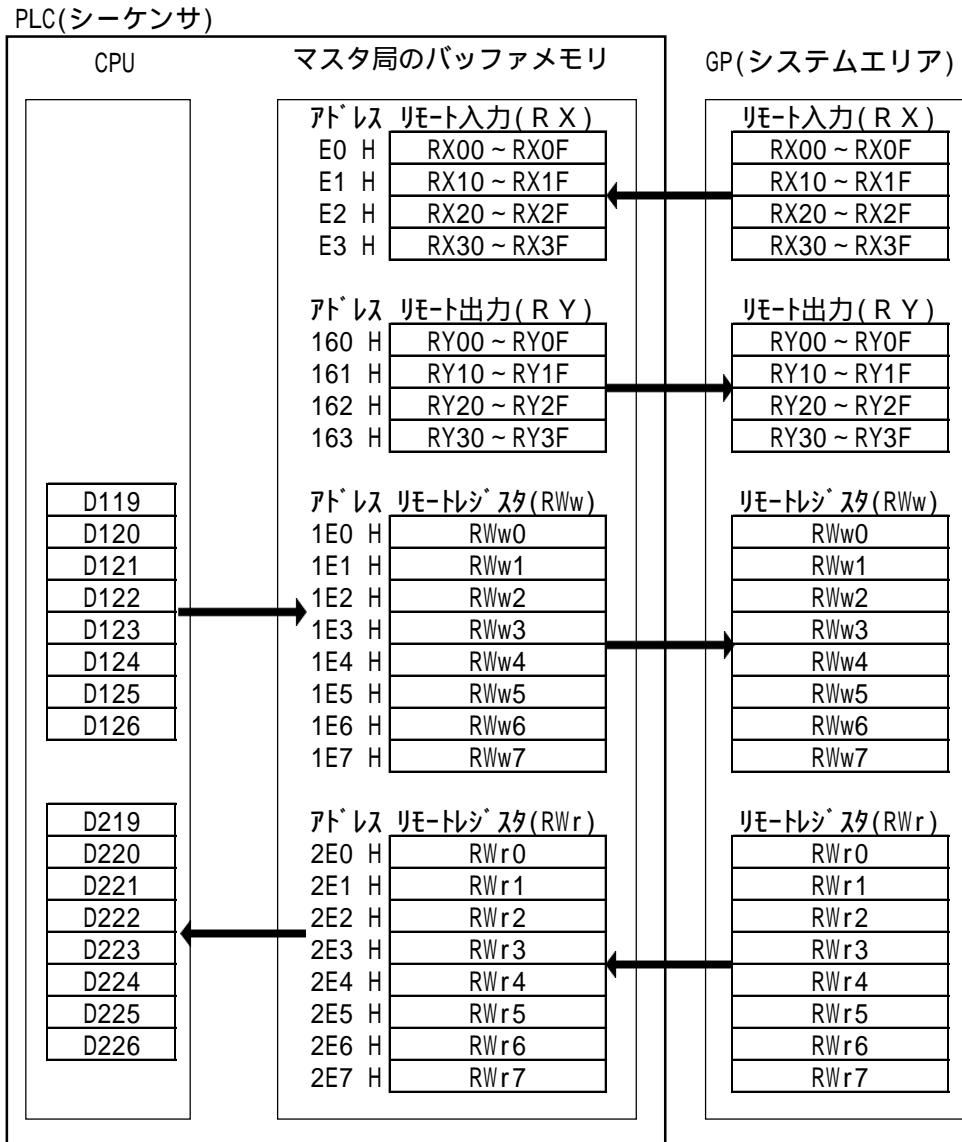 PLC(シーケンサ)
CPU
マスタ局のバッファメモリ
GP(システムエリア)
アドレス リモート入力(ＲＸ)
E0 H RX00～RX0F
E1 H RX10～RX1F
E2 H RX20～RX2F
E3 H RX30～RX3F
リモート入力(ＲＸ)
RX00～RX0F
RX10～RX1F
RX20～RX2F
RX30～RX3F
アドレス リモート出力(ＲＹ)
160 H RY00～RY0F
161 H RY10～RY1F
162 H RY20～RY2F
163 H RY30～RY3F
リモート出力(ＲＹ)
RY00～RY0F
RY10～RY1F
RY20～RY2F
RY30～RY3F
D119
D120
D121
D122
D123
D124
D125
D126
アドレス リモートレジスタ(RWw)
1E0 H RWw0
1E1 H RWw1
1E2 H RWw2
1E3 H RWw3
1E4 H RWw4
1E5 H RWw5
1E6 H RWw6
1E7 H RWw7
リモートレジスタ(RWw)
RWw0
RWw1
RWw2
RWw3
RWw4
RWw5
RWw6
RWw7
D219
D220
D221
D222
D223
D224
D225
D226
アドレス リモートレジスタ(RWr)
2E0 H RWr0
2E1 H RWr1
2E2 H RWr2
2E3 H RWr3
2E4 H RWr4
2E5 H RWr5
2E6 H RWr6
2E7 H RWr7
リモートレジスタ(RWr)
RWr0
RWr1
RWr2
RWr3
RWr4
RWr5
RWr6
RWr7